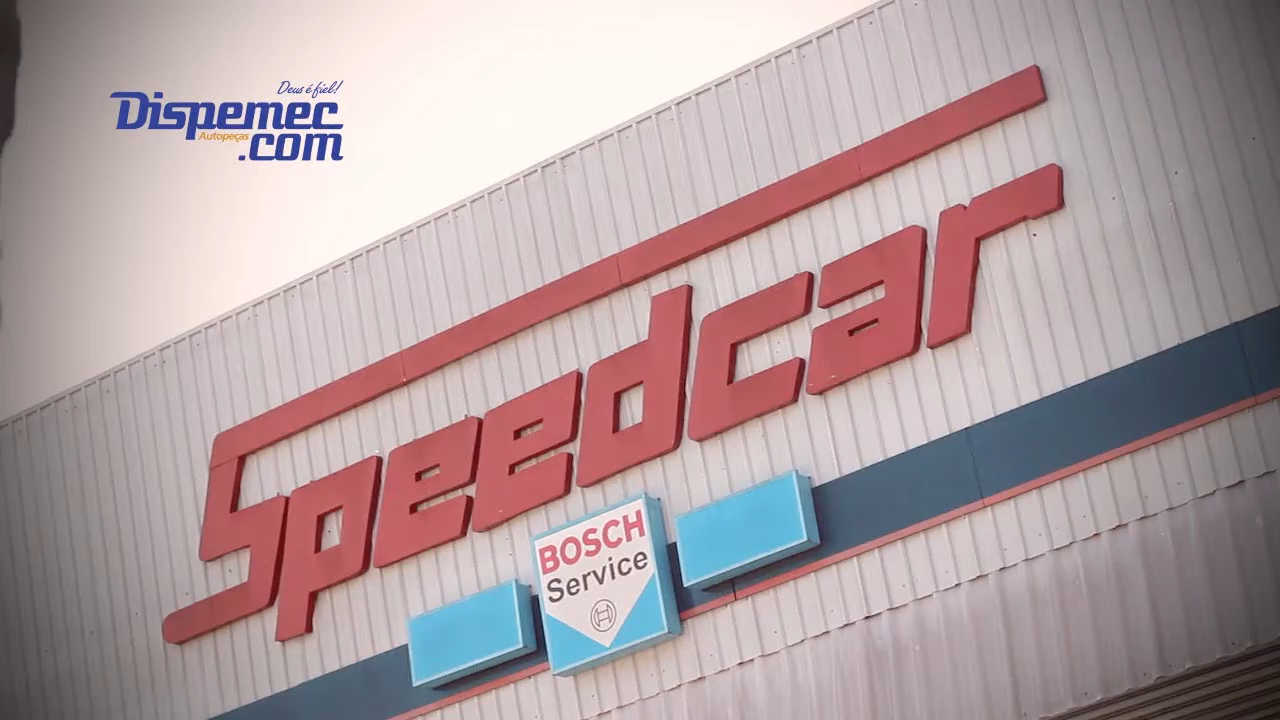 Deus é fiel!
Dispemec
Autopeças
.com
Speedcar
BOSCH
Service